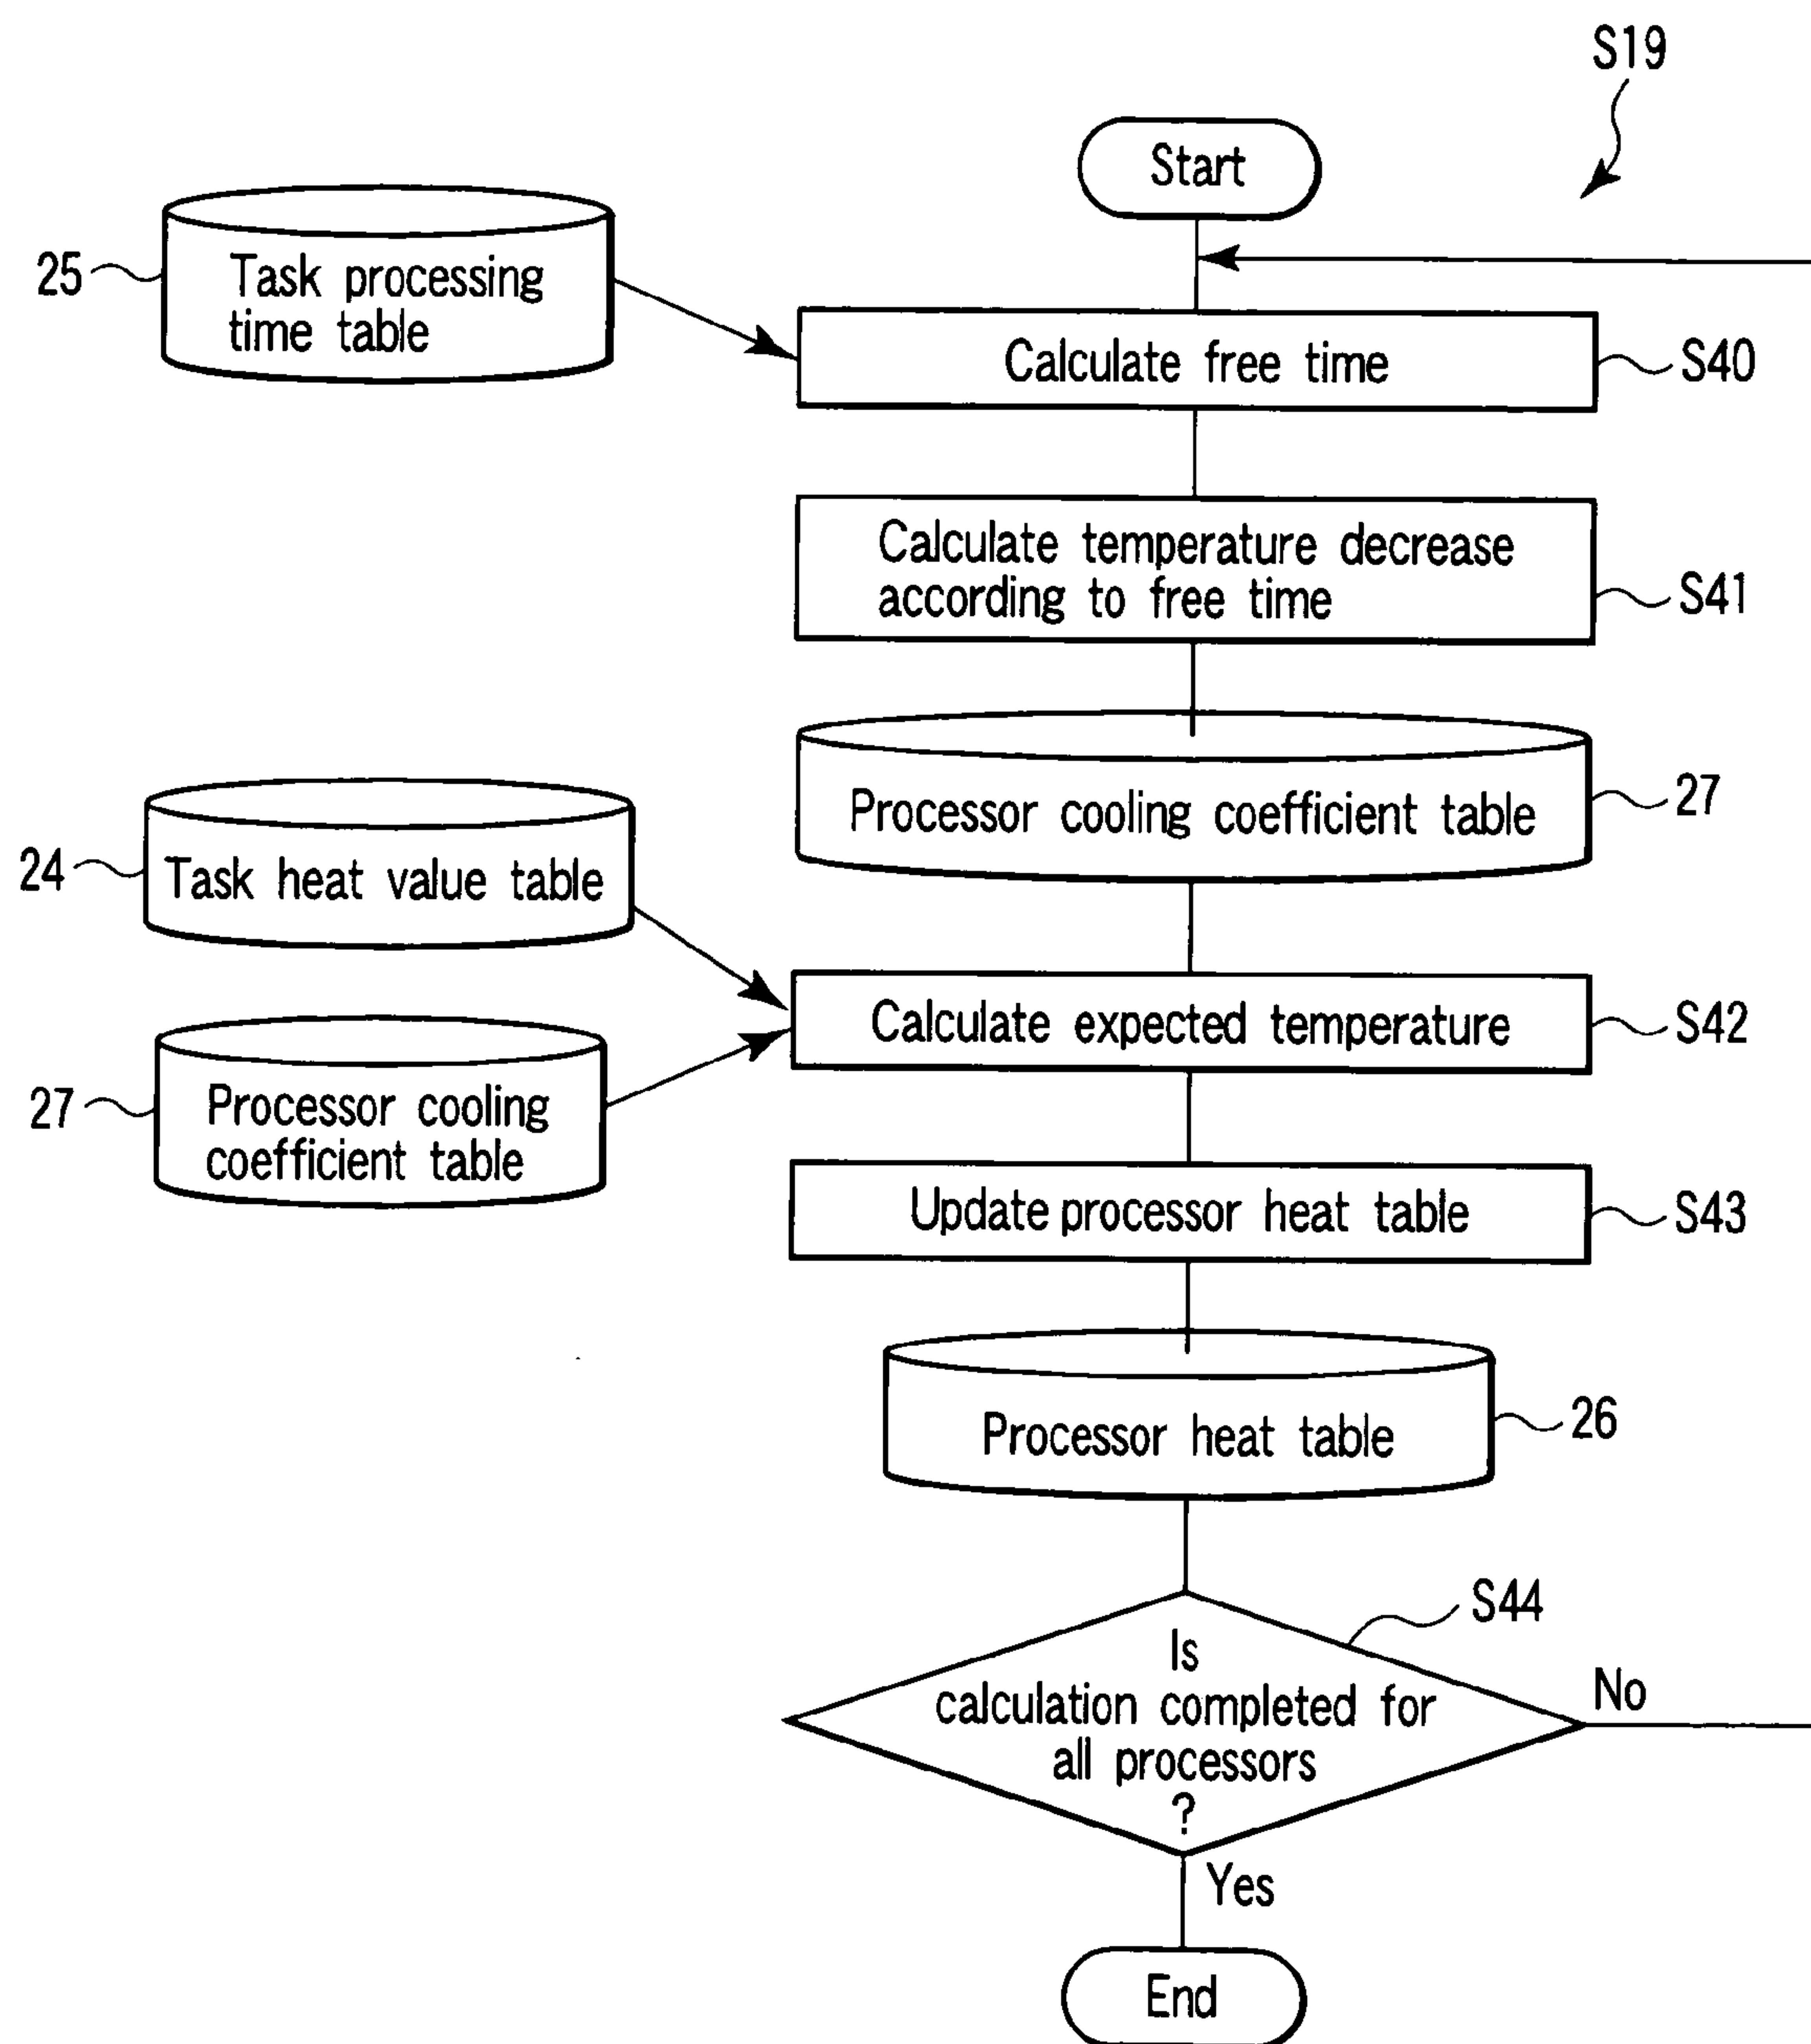 S19
Start
25
Task processing
time table
Calculate free time
S40
Calculate temperature decrease
according to free time
S41
Processor cooling coefficient table
27
24
Task heat value table
Calculate expected temperature
S42
27
Processor cooling
coefficient table
Update processor heat table
S43
Processor heat table
26
S44
Is
calculation completed for
all processors
?
No
Yes
End